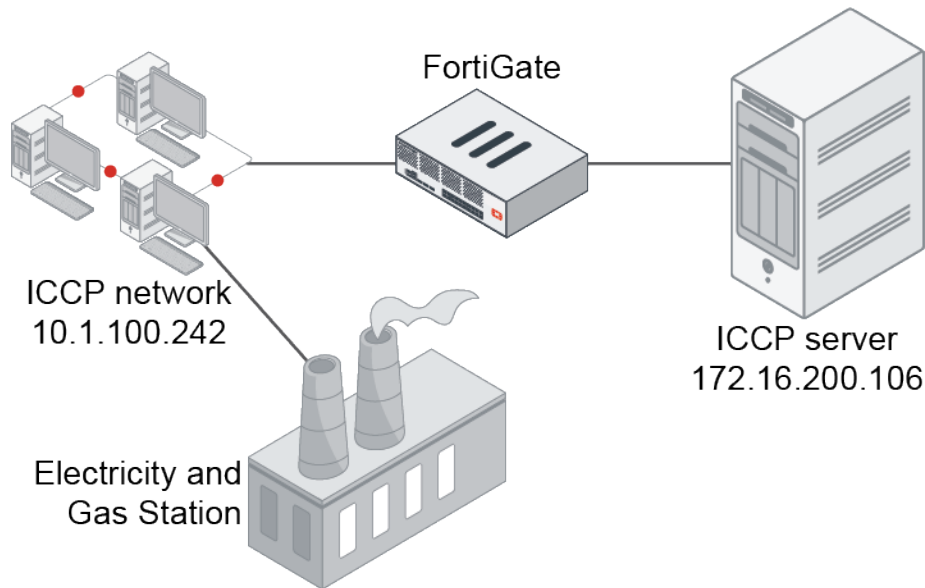 FortiGate
ICCP network
10.1.100.242
ICCP server
172.16.200.106
Electricity and
Gas Station